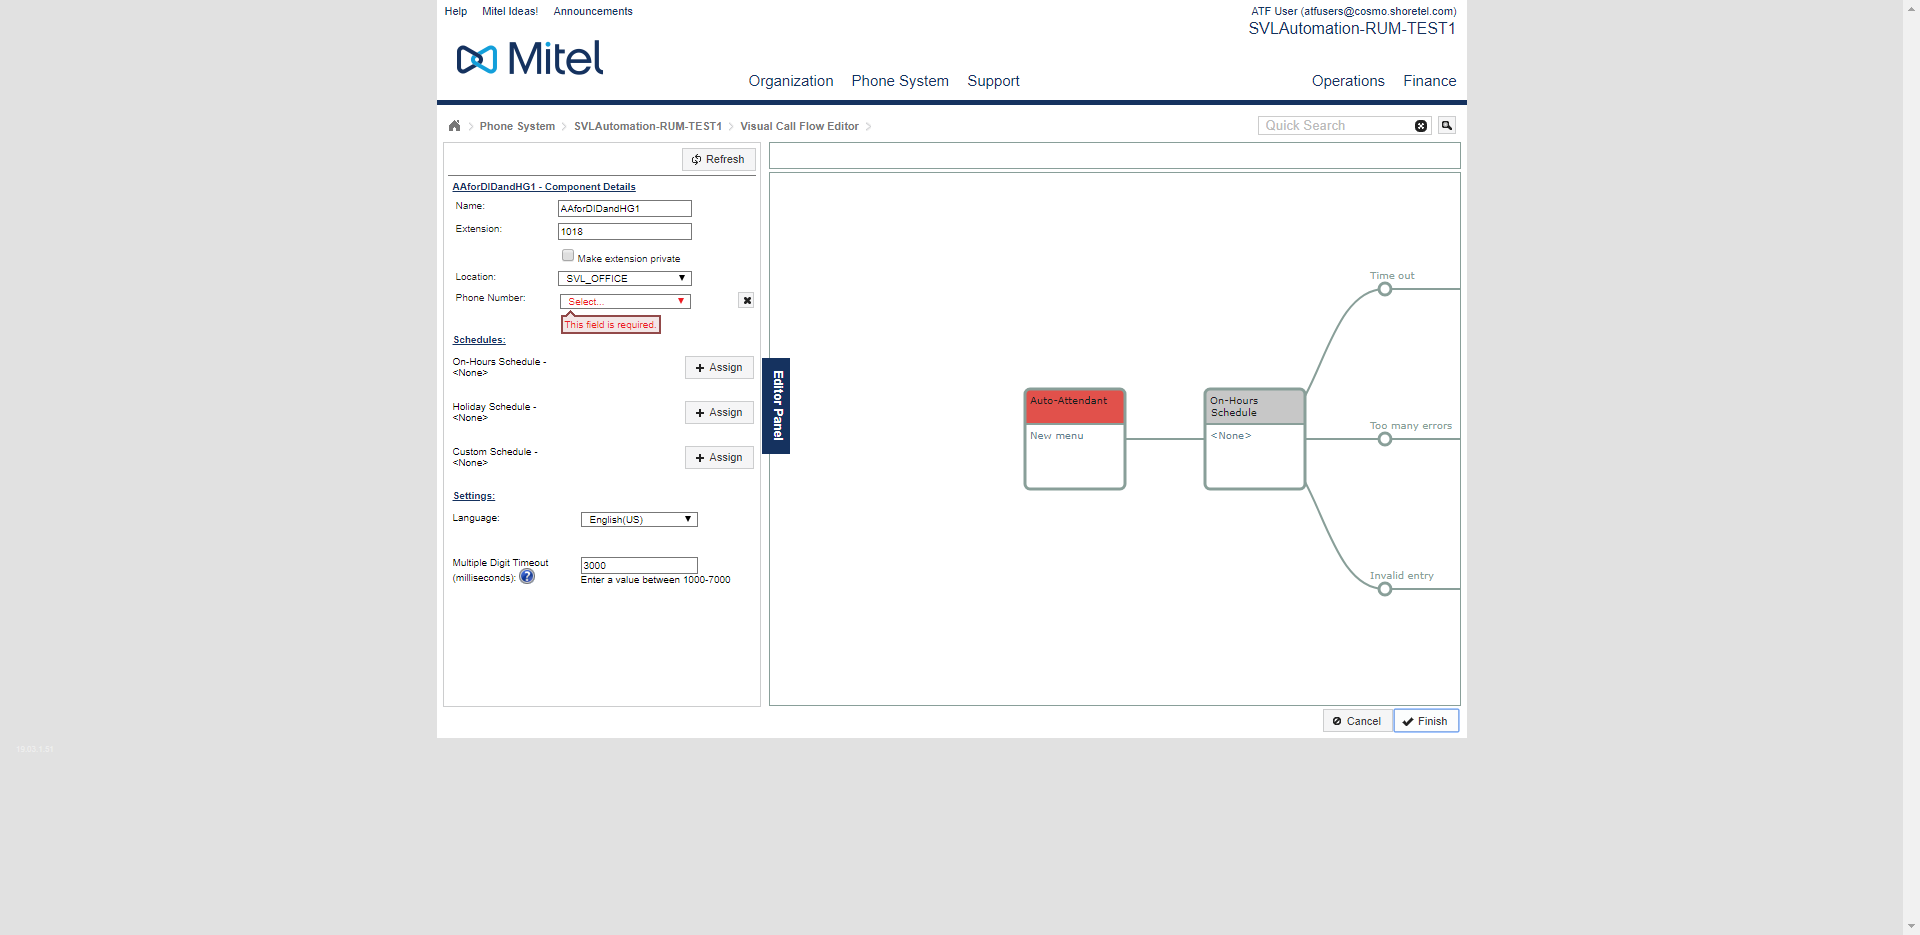 Help Mitel Ideas! Announcements
ATF User (atfusers@cosmo.shoretel.com)
SVLAutomation-RUM-TEST1
Mitel
Organization Phone System Support Operations Finance
Phone System SVLAutomation-RUM-TEST1 Visual Call Flow Editor
Quick Search
Refresh
AAforDIDandHG1 - Component Details
Name: AAforDIDandHG1
Extension: 1018
Make extension private
Location: SVL_OFFICE
Phone Number: Select...
This field is required.
Schedules:
On-Hours Schedule -
<None>
Assign
Holiday Schedule -
<None>
Assign
Custom Schedule -
<None>
Assign
Settings:
Language: English(US)
Multiple Digit Timeout
(milliseconds): ? 3000
Enter a value between 1000-7000
Editor Panel
Auto-Attendant
New menu
On-Hours
Schedule
<None>
Time out
Too many errors
Invalid entry
Cancel Finish